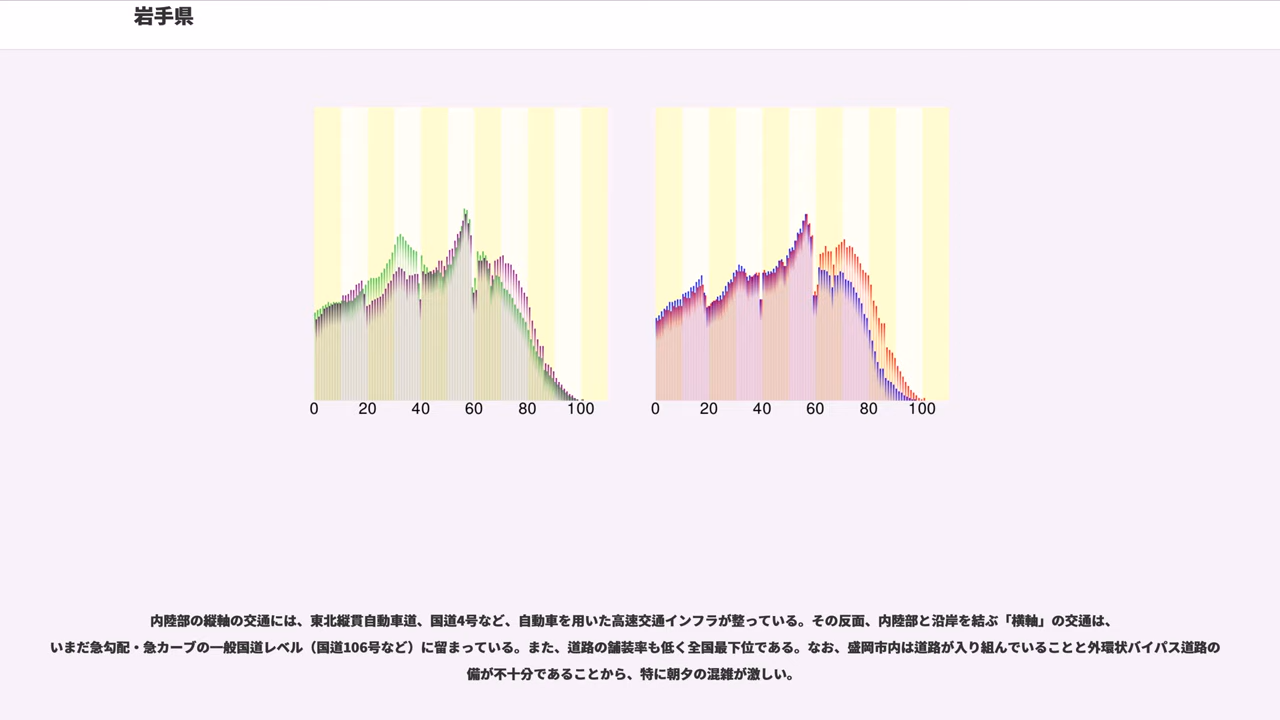 岩手県
0 20 40 60 80 100
0 20 40 60 80 100
内陸部の縦軸の交通には、東北縦貫自動車道、国道4号など、自動車を用いた高速交通インフラが整っている。その反面、内陸部と沿岸を結ぶ「横軸」の交通は、
いまだ急勾配・急カーブの一般国道レベル（国道106号など）に留まっている。また、道路の舗装率も低く全国最下位である。なお、盛岡市内は道路が入り組んでいることと外環状バイパス道路の
備が不十分であることから、特に朝夕の混雑が激しい。